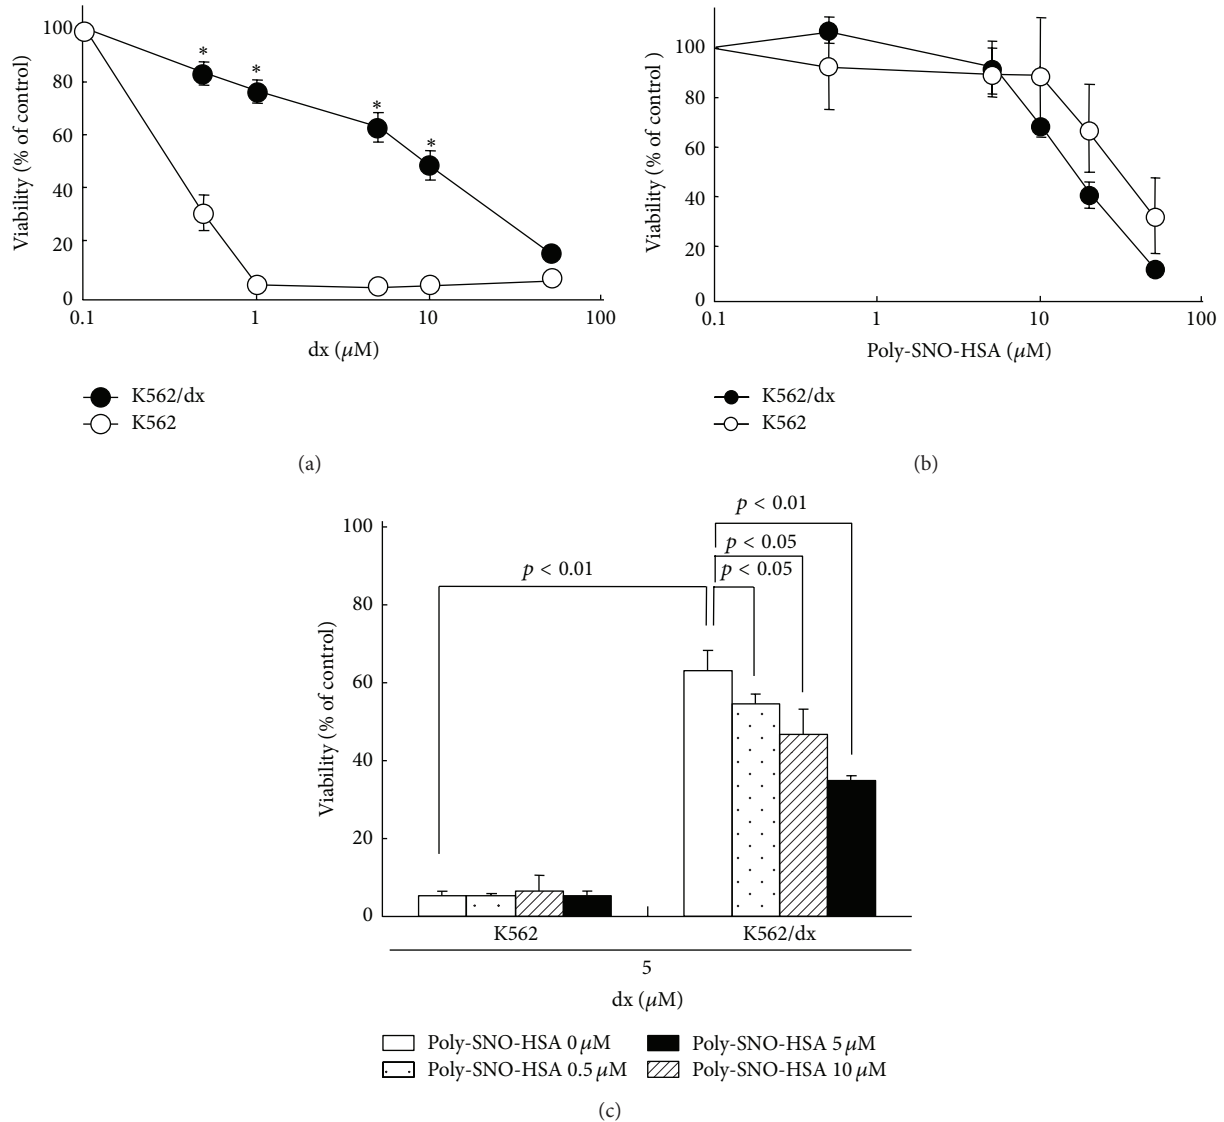 Viability (% of control)
100
80
60
40
20
0
*
*
*
*
0.1
1
10
100
dx (μM)
K562/dx
K562
(a)
Viability (% of control )
100
80
60
40
20
0
0.1
1
10
100
Poly-SNO-HSA (μM)
K562/dx
K562
(b)
Viability (% of control)
100
80
60
40
20
0
p < 0.01
p < 0.01
p < 0.05
p < 0.05
K562
K562/dx
5
dx (μM)
Poly-SNO-HSA 0 μM
Poly-SNO-HSA 0.5 μM
Poly-SNO-HSA 5 μM
Poly-SNO-HSA 10 μM
(c)